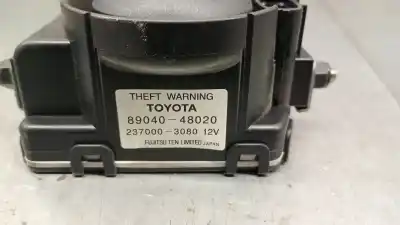 THEFT WARNING
TOYOTA
89040-48020
237000-3080 12V
FUJITSU TEN LIMITED JAPAN